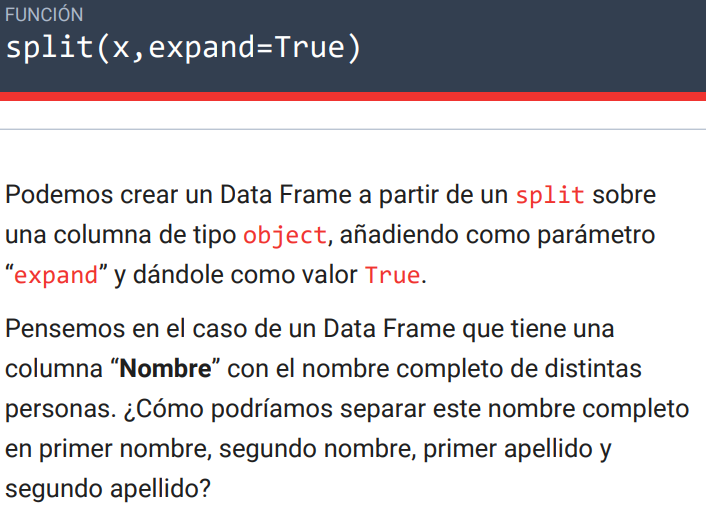 FUNCIÓN
split(x,expand=True)
Podemos crear un Data Frame a partir de un split sobre
una columna de tipo object, añadiendo como parámetro
“expand” y dándole como valor True.
Pensemos en el caso de un Data Frame que tiene una
columna “Nombre” con el nombre completo de distintas
personas. ¿Cómo podríamos separar este nombre completo
en primer nombre, segundo nombre, primer apellido y
segundo apellido?